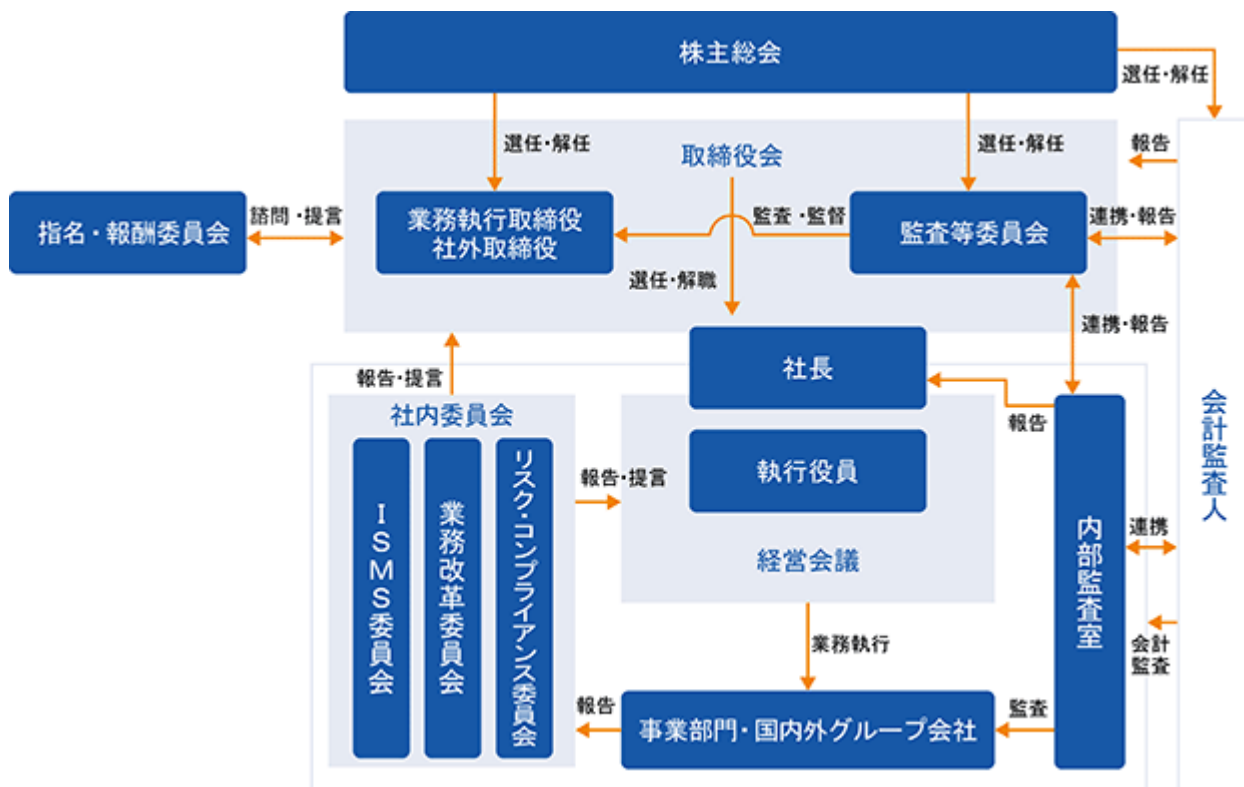 株主総会
選任・解任
選任・解任
選任・解任
取締役会
報告
指名・報酬委員会
諮問・提言
業務執行取締役
社外取締役
監査・監督
監査等委員会
連携・報告
選任・解職
連携・報告
社長
報告・提言
報告
社内委員会
ISMS委員会
業務改革委員会
リスク・コンプライアンス委員会
報告・提言
執行役員
経営会議
内部監査室
会計監査人
連携
業務執行
会計
監査
報告
事業部門・国内外グループ会社
監査